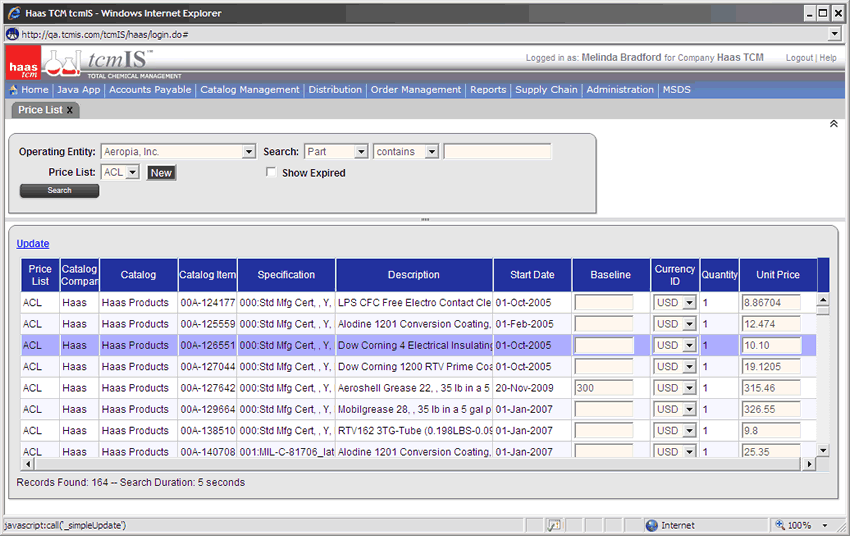 Haas TCM tcmIS - Windows Internet Explorer
http://qa.tcmis.com/tcmIS/haas/login.do#
haas tcm
tcmIS™
TOTAL CHEMICAL MANAGEMENT
Logged in as: Melinda Bradford for Company Haas TCM Logout | Help
Home | Java App | Accounts Payable | Catalog Management | Distribution | Order Management | Reports | Supply Chain | Administration | MSDS
Price List X
Operating Entity: Aeropia, Inc. Search: Part contains
Price List: ACL New Show Expired
Search
Update
Price List Catalog Compan Catalog Catalog Item Specification Description Start Date Baseline Currency ID Quantity Unit Price
ACL Haas Haas Products 00A-124177 000:Std Mfg Cert, , Y, LPS CFC Free Electro Contact Cle 01-Oct-2005 USD 1 8.86704
ACL Haas Haas Products 00A-125559 000:Std Mfg Cert, , Y, Alodine 1201 Conversion Coating, 01-Feb-2005 USD 1 12.474
ACL Haas Haas Products 00A-126551 000:Std Mfg Cert, , Y, Dow Corning 4 Electrical Insulating 01-Oct-2005 USD 1 10.10
ACL Haas Haas Products 00A-127044 000:Std Mfg Cert, , Y, Dow Corning 1200 RTV Prime Coa 01-Oct-2005 USD 1 19.1205
ACL Haas Haas Products 00A-127642 000:Std Mfg Cert, , Y, Aeroshell Grease 22, , 35 lb in a 5 20-Nov-2009 300 USD 1 315.46
ACL Haas Haas Products 00A-129664 000:Std Mfg Cert, , Y, Mobilgrease 28, , 35 lb in a 5 gal p 01-Jan-2007 USD 1 326.55
ACL Haas Haas Products 00A-138510 000:Std Mfg Cert, , Y, RTV162 3TG-Tube (0.198LBS-0.09 01-Jan-2007 USD 1 9.8
ACL Haas Haas Products 00A-140708 001:MIL-C-81706_lat Alodine 1201 Conversion Coating, 01-Jan-2007 USD 1 25.35
Records Found: 164 -- Search Duration: 5 seconds
javascript:call('_simpleUpdate') Internet 100%